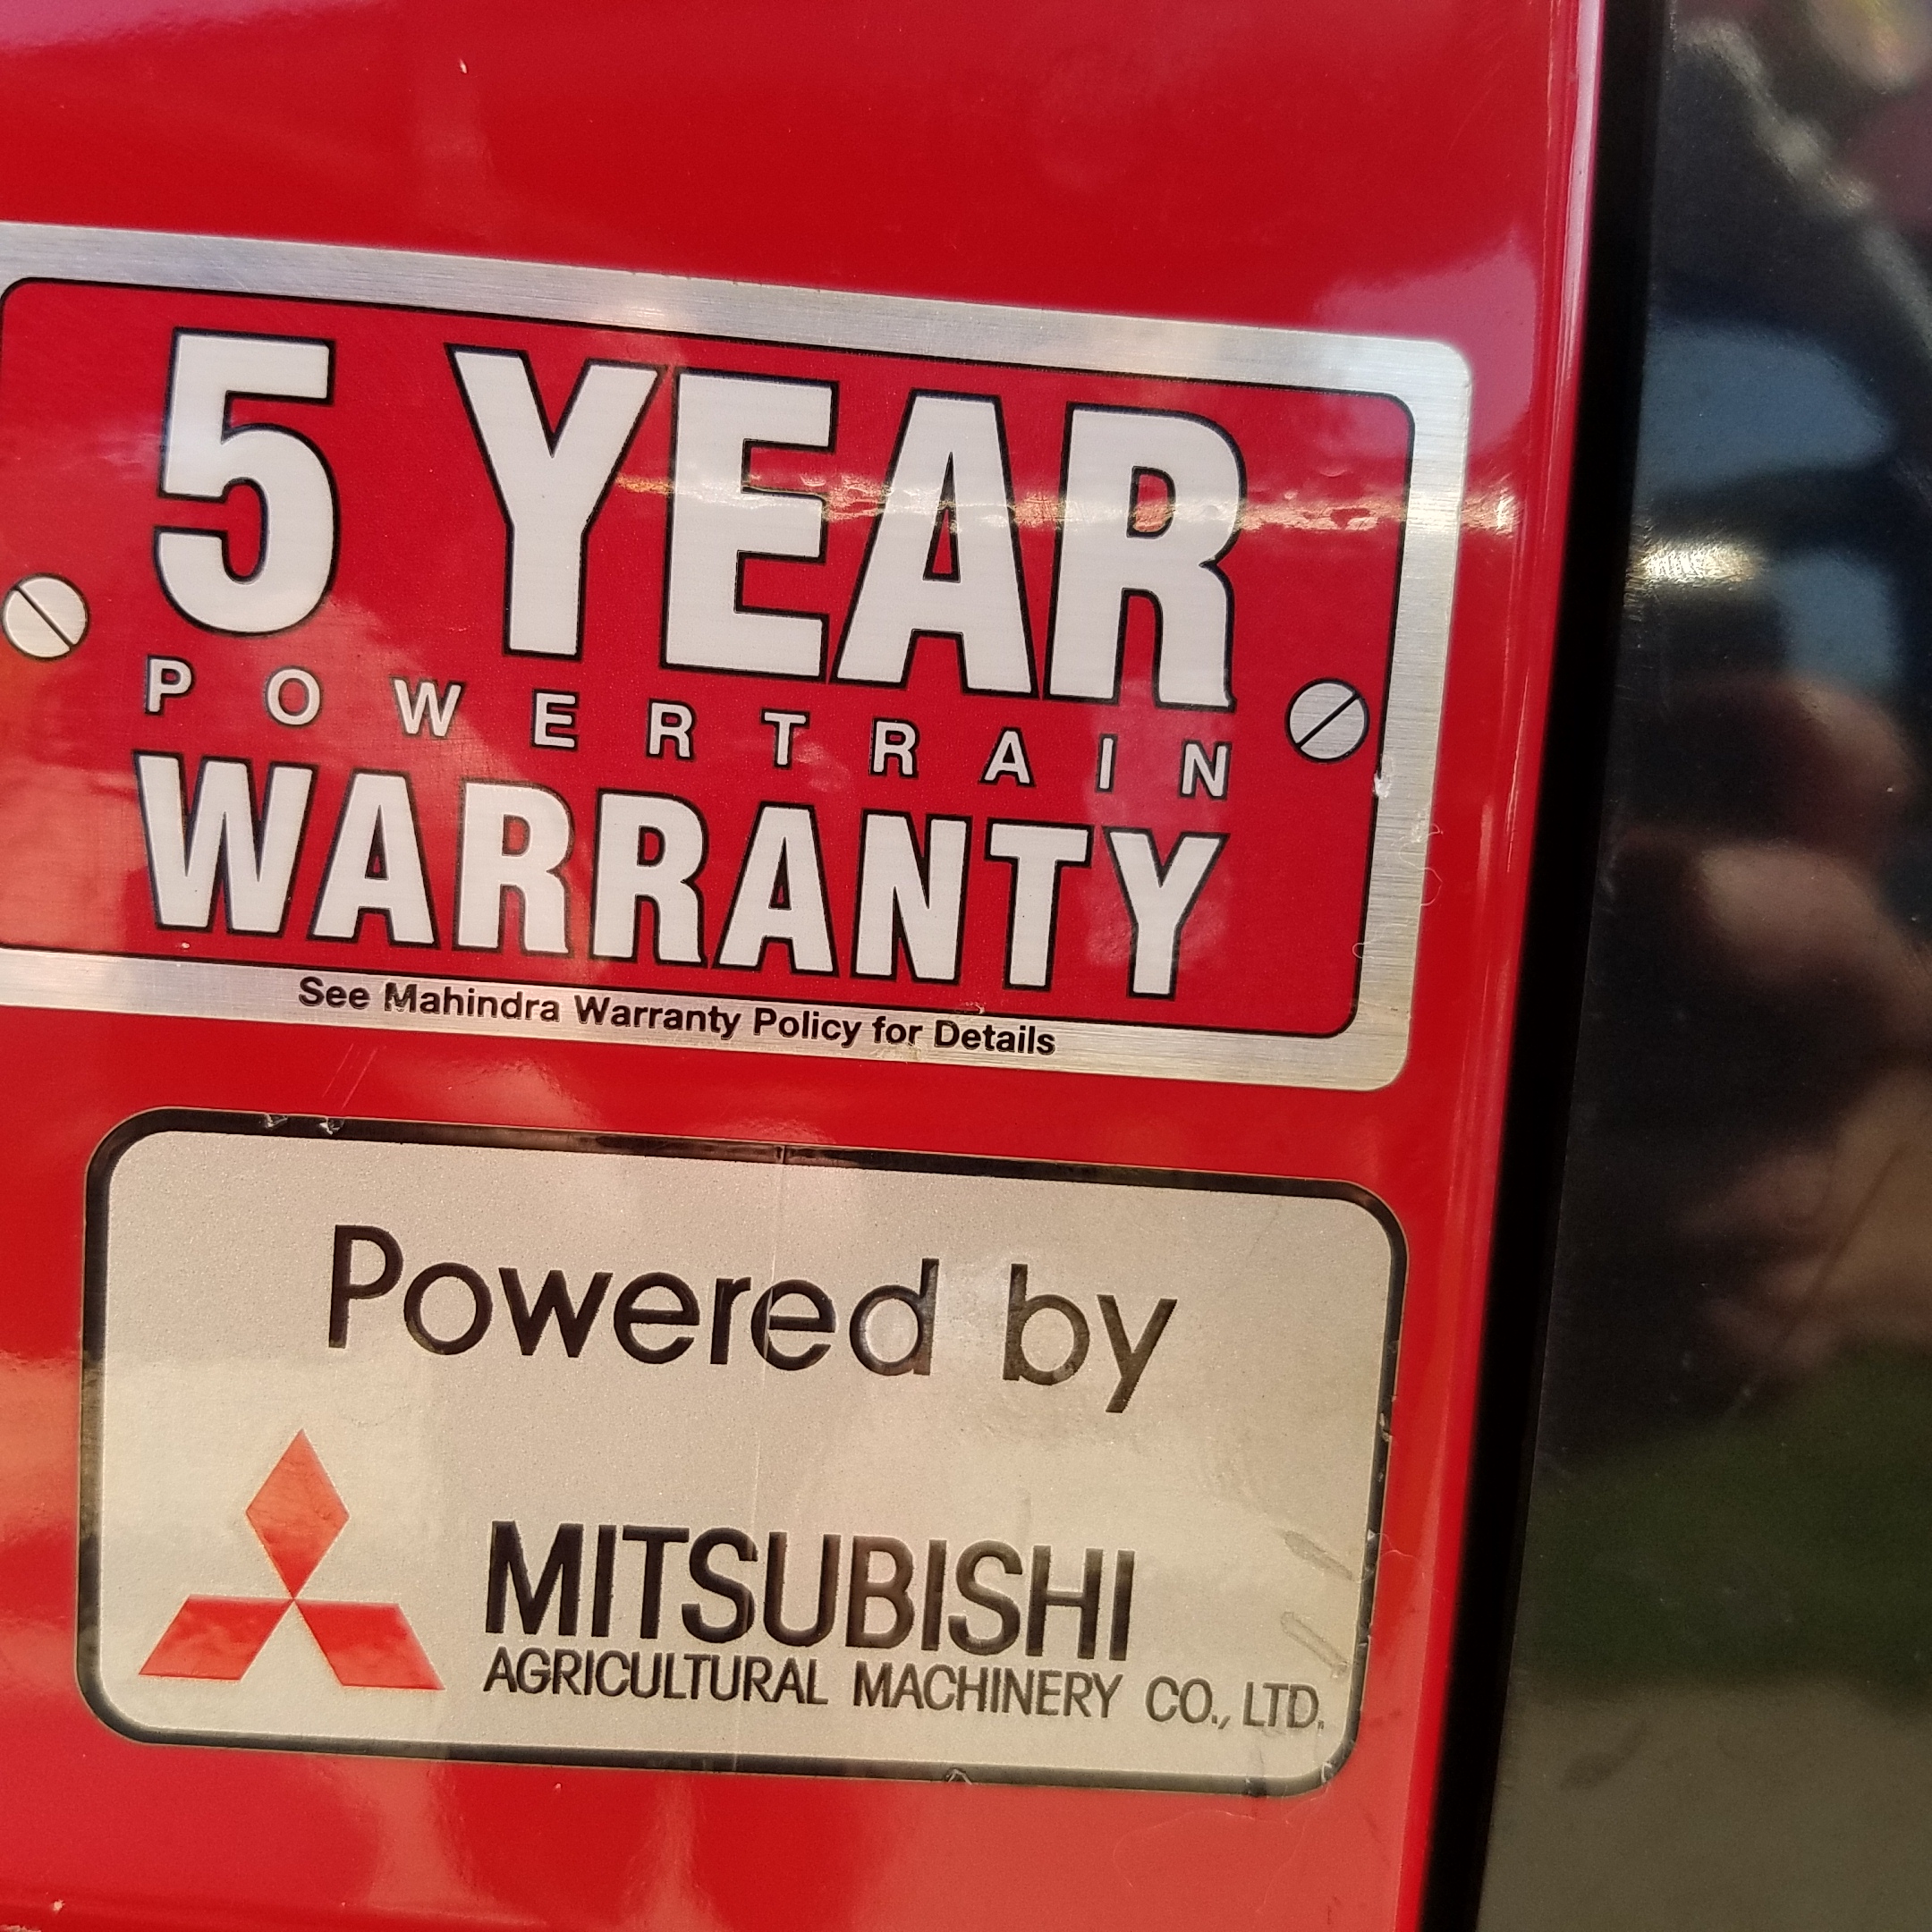 5 YEAR
POWERTRAIN
WARRANTY
See Mahindra Warranty Policy for Details
Powered by
MITSUBISHI
AGRICULTURAL MACHINERY CO., LTD.